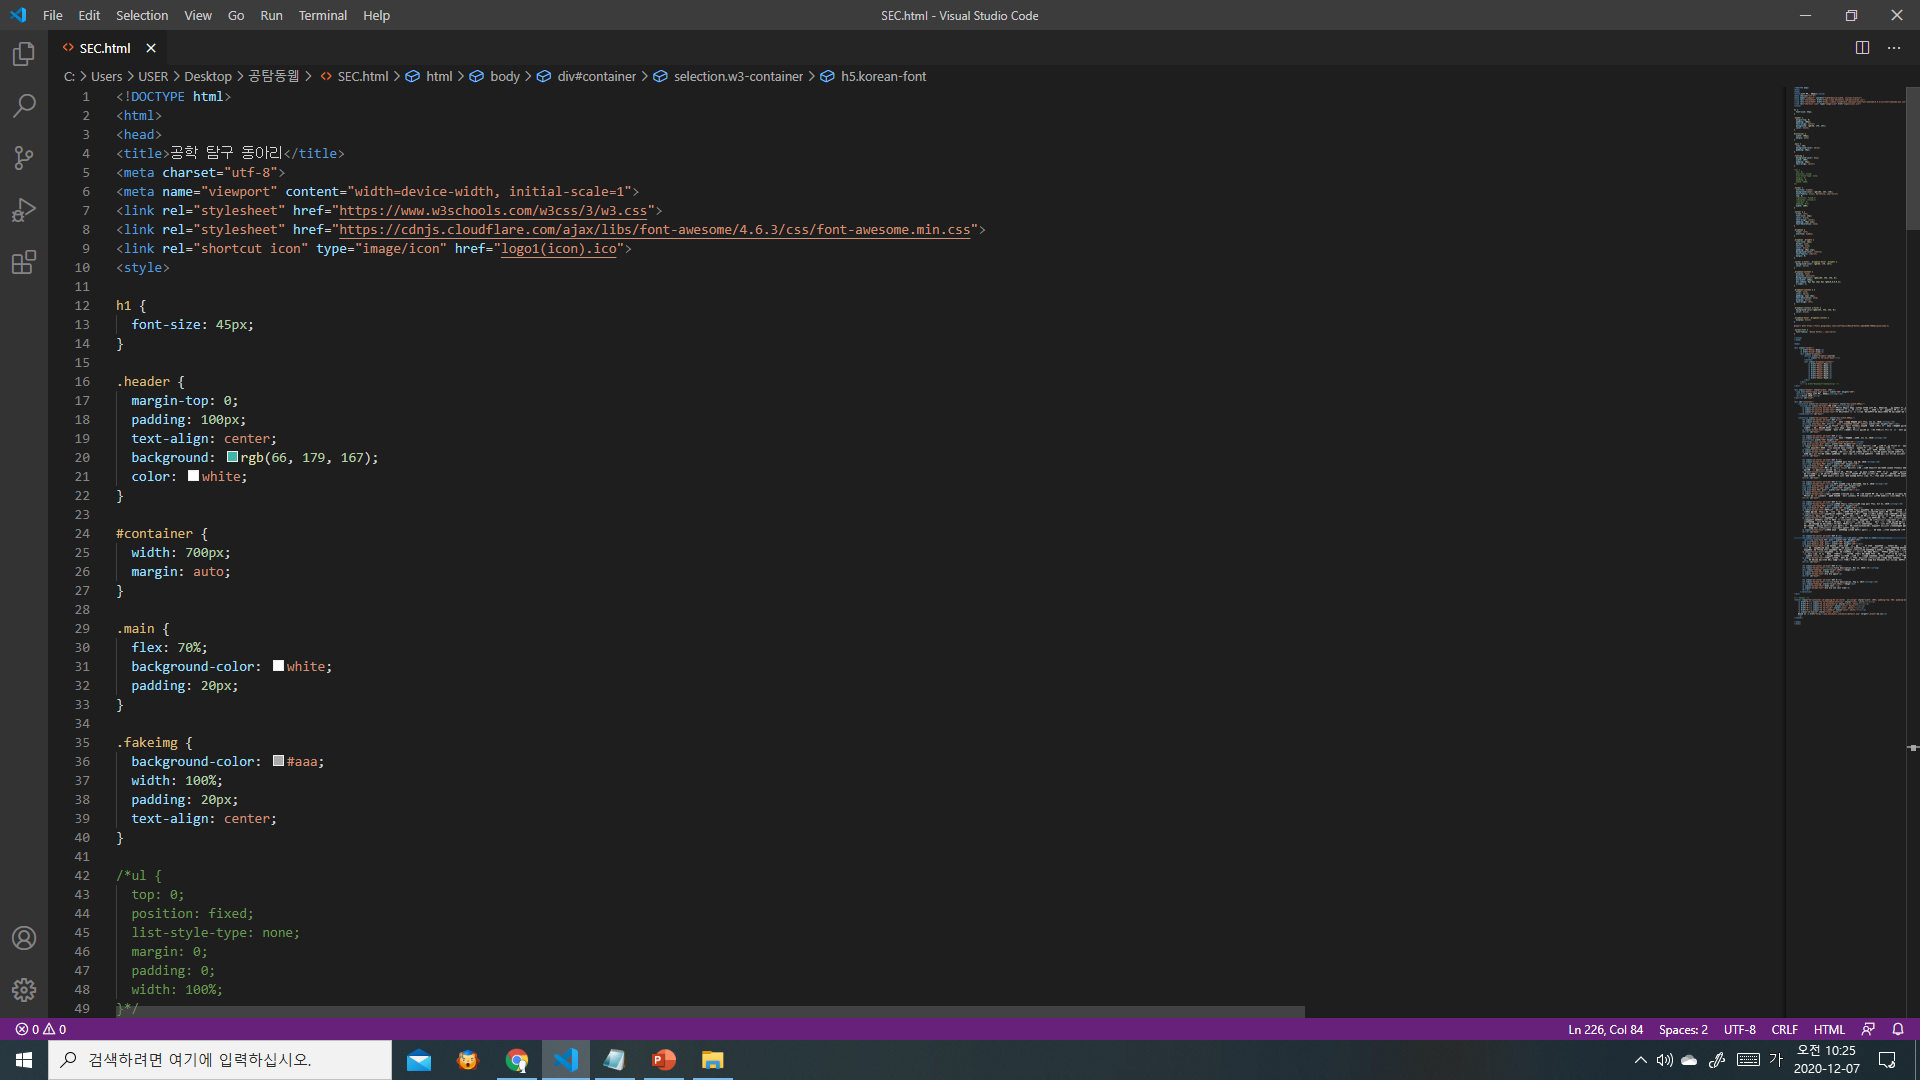 File Edit Selection View Go Run Terminal Help
SEC.html - Visual Studio Code
SEC.html
C: > Users > USER > Desktop > 공탐동웹 > SEC.html > html > body > div#container > selection.w3-container > h5.korean-font
1 <!DOCTYPE html>
2 <html>
3 <head>
4 <title>공학 탐구 동아리</title>
5 <meta charset="utf-8">
6 <meta name="viewport" content="width=device-width, initial-scale=1">
7 <link rel="stylesheet" href="https://www.w3schools.com/w3css/3/w3.css">
8 <link rel="stylesheet" href="https://cdnjs.cloudflare.com/ajax/libs/font-awesome/4.6.3/css/font-awesome.min.css">
9 <link rel="shortcut icon" type="image/icon" href="logo1(icon).ico">
10 <style>
11
12 h1 {
13 font-size: 45px;
14 }
15
16 .header {
17 margin-top: 0;
18 padding: 100px;
19 text-align: center;
20 background: rgb(66, 179, 167);
21 color: white;
22 }
23
24 #container {
25 width: 700px;
26 margin: auto;
27 }
28
29 .main {
30 flex: 70%;
31 background-color: white;
32 padding: 20px;
33 }
34
35 .fakeimg {
36 background-color: #aaa;
37 width: 100%;
38 padding: 20px;
39 text-align: center;
40 }
41
42 /*ul {
43 top: 0;
44 position: fixed;
45 list-style-type: none;
46 margin: 0;
47 padding: 0;
48 width: 100%;
49 }*/
0 0 Ln 226, Col 84 Spaces: 2 UTF-8 CRLF HTML
검색하려면 여기에 입력하십시오.
가
오전 10:25
2020-12-07